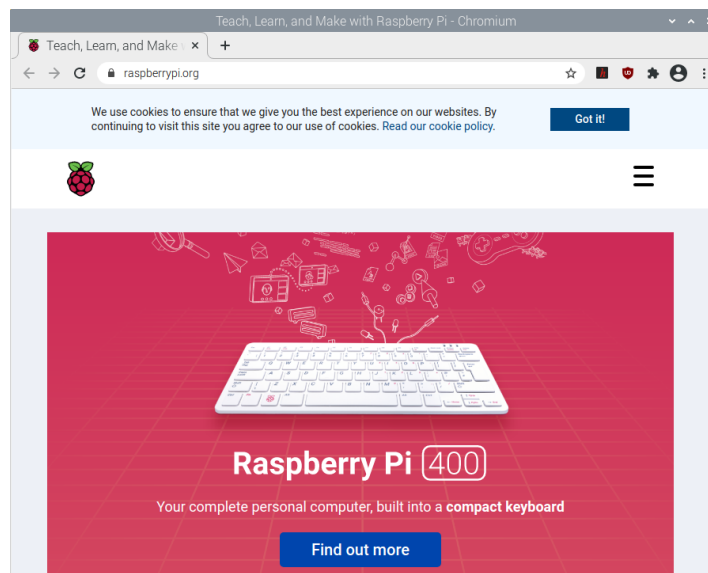 Teach, Learn, and Make with Raspberry Pi - Chromium
Teach, Learn, and Make
raspberrypi.org
We use cookies to ensure that we give you the best experience on our websites. By
continuing to visit this site you agree to our use of cookies. Read our cookie policy.
Got it!
Raspberry Pi 400
Your complete personal computer, built into a compact keyboard
Find out more